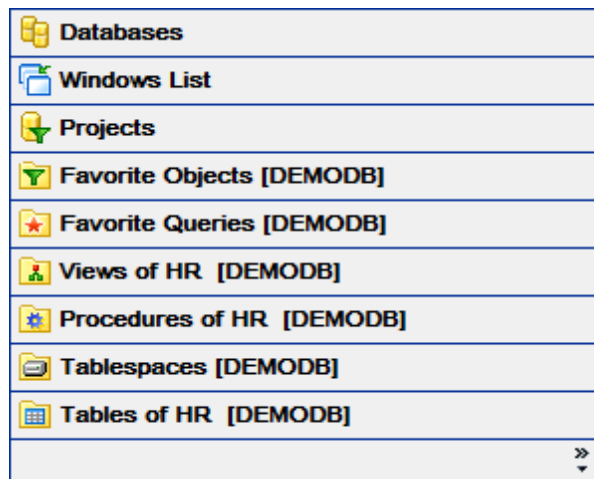 Databases
Windows List
Projects
Favorite Objects [DEMODB]
Favorite Queries [DEMODB]
Views of HR  [DEMODB]
Procedures of HR  [DEMODB]
Tablespaces [DEMODB]
Tables of HR  [DEMODB]